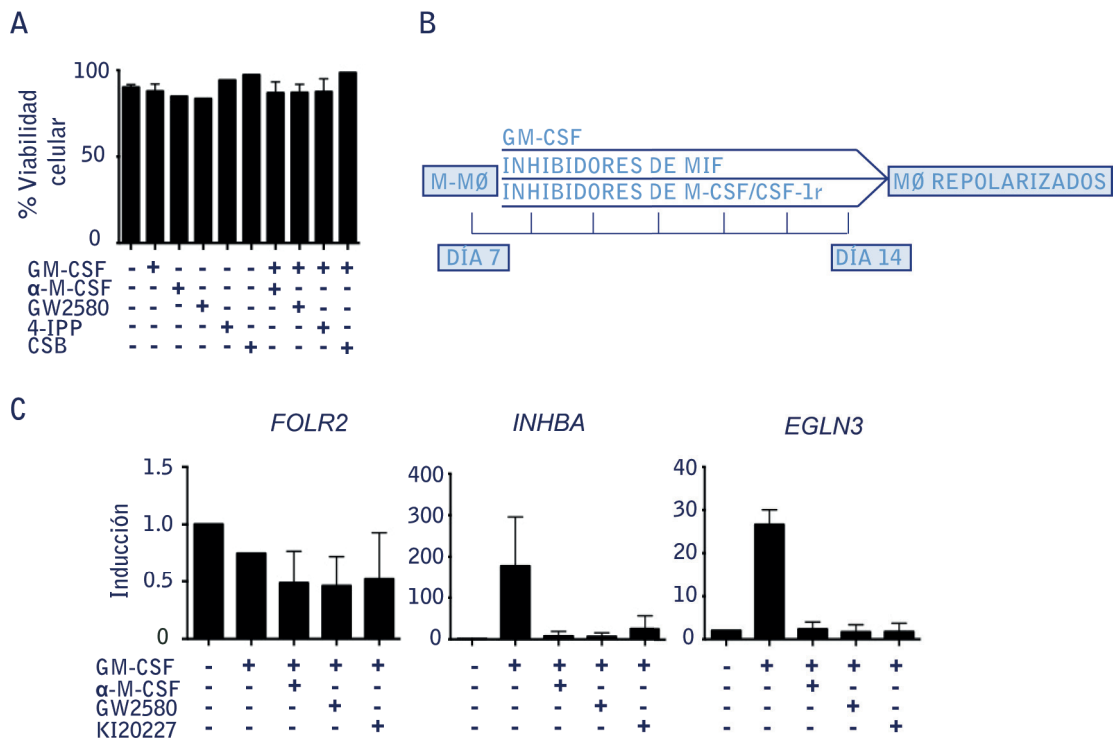 A
% Viabilidad
celular
100
50
0
GM-CSF - + - - - - + + + +
α-M-CSF - - + - - - + - - -
GW2580 - - - + - - - + - -
4-IPP - - - - + - - - + -
CSB - - - - - + - - - +
B
GM-CSF
M-MØ
INHIBIDORES DE MIF
INHIBIDORES DE M-CSF/CSF-1r
MØ REPOLARIZADOS
DÍA 7
DÍA 14
C
FOLR2
INHBA
EGLN3
Inducción
1.5
1.0
0.5
0
400
300
200
100
0
40
30
20
10
0
GM-CSF - + + + + - + + + + - + + + +
α-M-CSF - - + - - - - + - - - - + - -
GW2580 - - - + - - - - + - - - - + -
KI20227 - - - - + - - - - + - - - - +